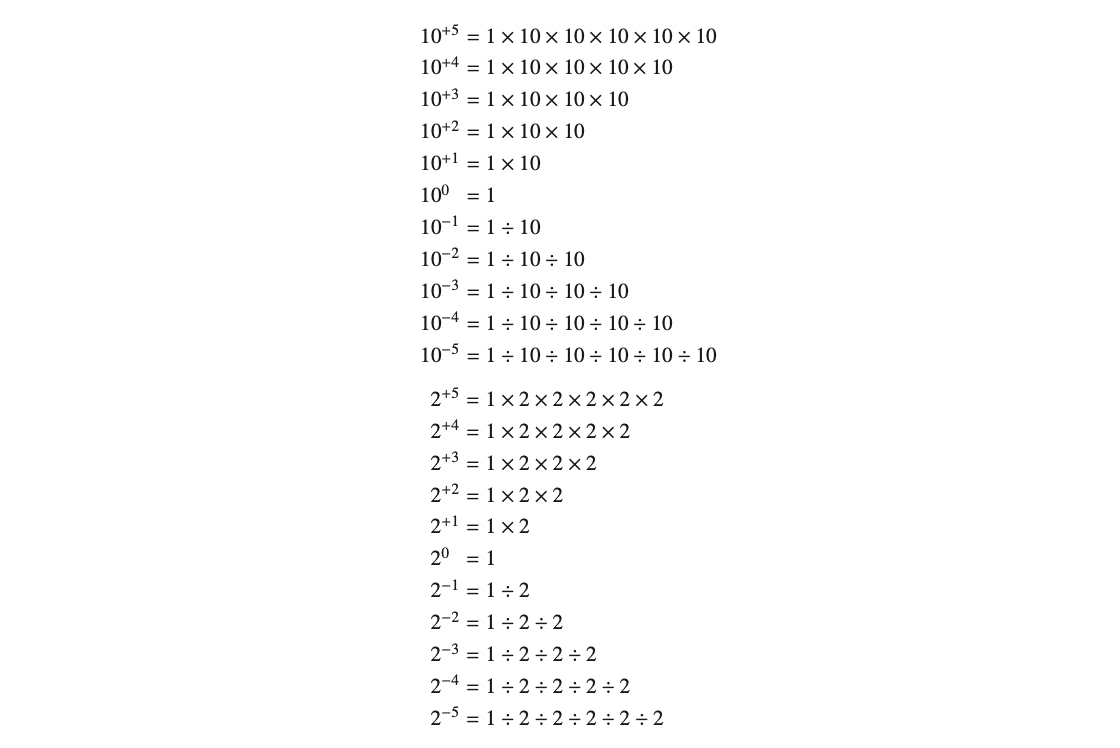 10⁺⁵ = 1 × 10 × 10 × 10 × 10 × 10
10⁺⁴ = 1 × 10 × 10 × 10 × 10
10⁺³ = 1 × 10 × 10 × 10
10⁺² = 1 × 10 × 10
10⁺¹ = 1 × 10
10⁰ = 1
10⁻¹ = 1 ÷ 10
10⁻² = 1 ÷ 10 ÷ 10
10⁻³ = 1 ÷ 10 ÷ 10 ÷ 10
10⁻⁴ = 1 ÷ 10 ÷ 10 ÷ 10 ÷ 10
10⁻⁵ = 1 ÷ 10 ÷ 10 ÷ 10 ÷ 10 ÷ 10
2⁺⁵ = 1 × 2 × 2 × 2 × 2 × 2
2⁺⁴ = 1 × 2 × 2 × 2 × 2
2⁺³ = 1 × 2 × 2 × 2
2⁺² = 1 × 2 × 2
2⁺¹ = 1 × 2
2⁰ = 1
2⁻¹ = 1 ÷ 2
2⁻² = 1 ÷ 2 ÷ 2
2⁻³ = 1 ÷ 2 ÷ 2 ÷ 2
2⁻⁴ = 1 ÷ 2 ÷ 2 ÷ 2 ÷ 2
2⁻⁵ = 1 ÷ 2 ÷ 2 ÷ 2 ÷ 2 ÷ 2